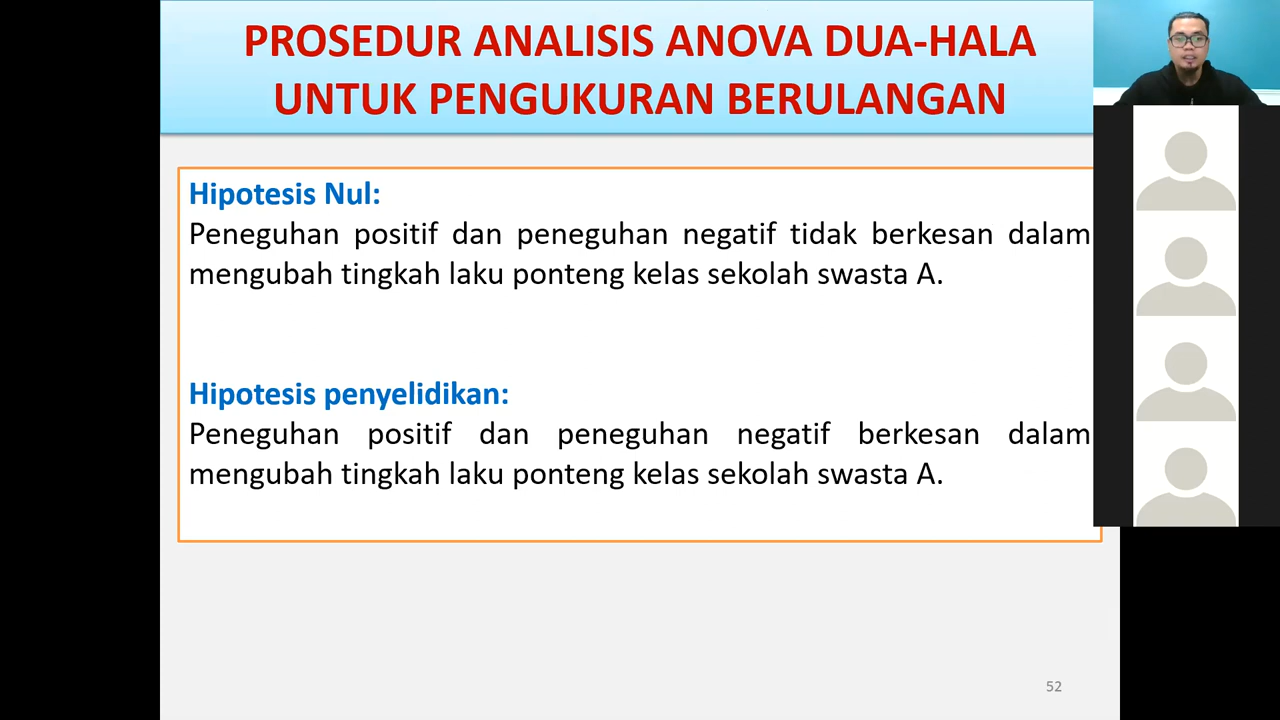 PROSEDUR ANALISIS ANOVA DUA-HALA
UNTUK PENGUKURAN BERULANGAN
Hipotesis Nul:
Peneguhan positif dan peneguhan negatif tidak berkesan dalam
mengubah tingkah laku ponteng kelas sekolah swasta A.
Hipotesis penyelidikan:
Peneguhan positif dan peneguhan negatif berkesan dalam
mengubah tingkah laku ponteng kelas sekolah swasta A.
52